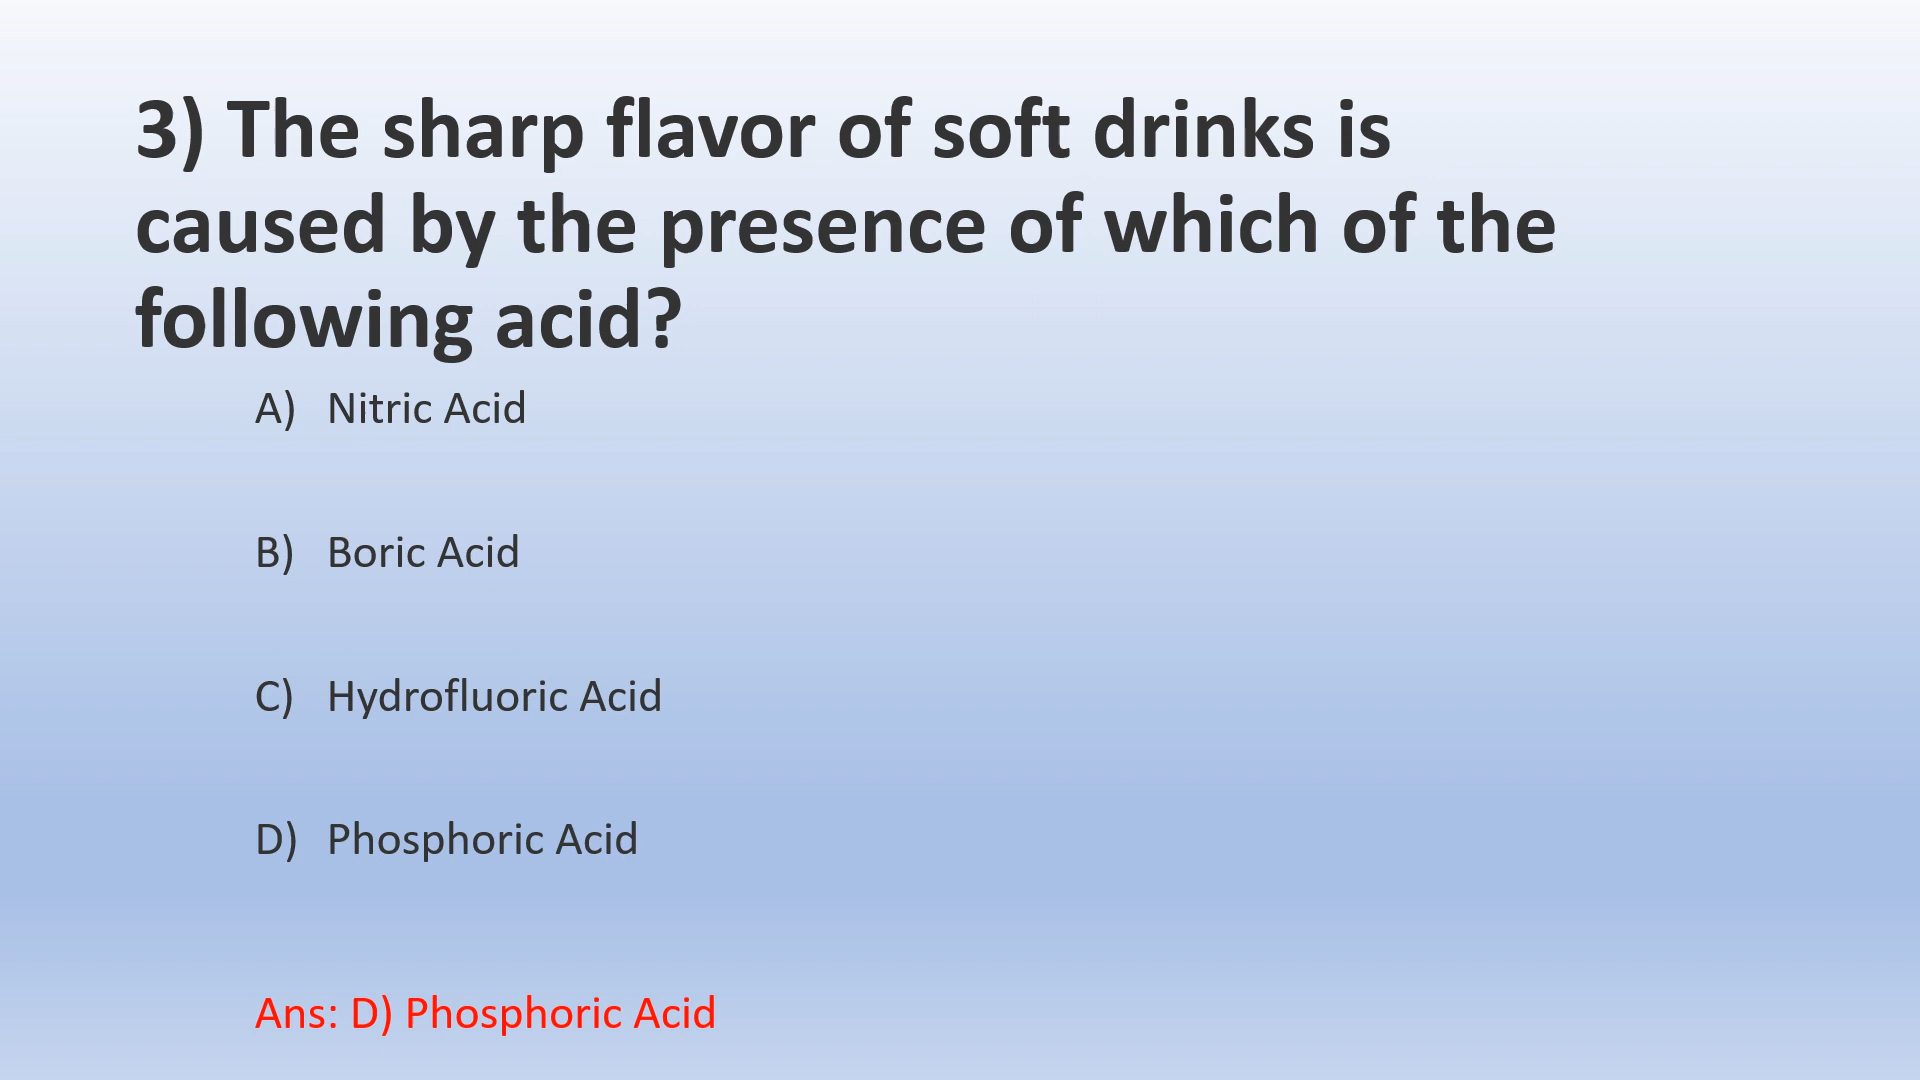 3) The sharp flavor of soft drinks is
caused by the presence of which of the
following acid?
A) Nitric Acid
B) Boric Acid
C) Hydrofluoric Acid
D) Phosphoric Acid
Ans: D) Phosphoric Acid